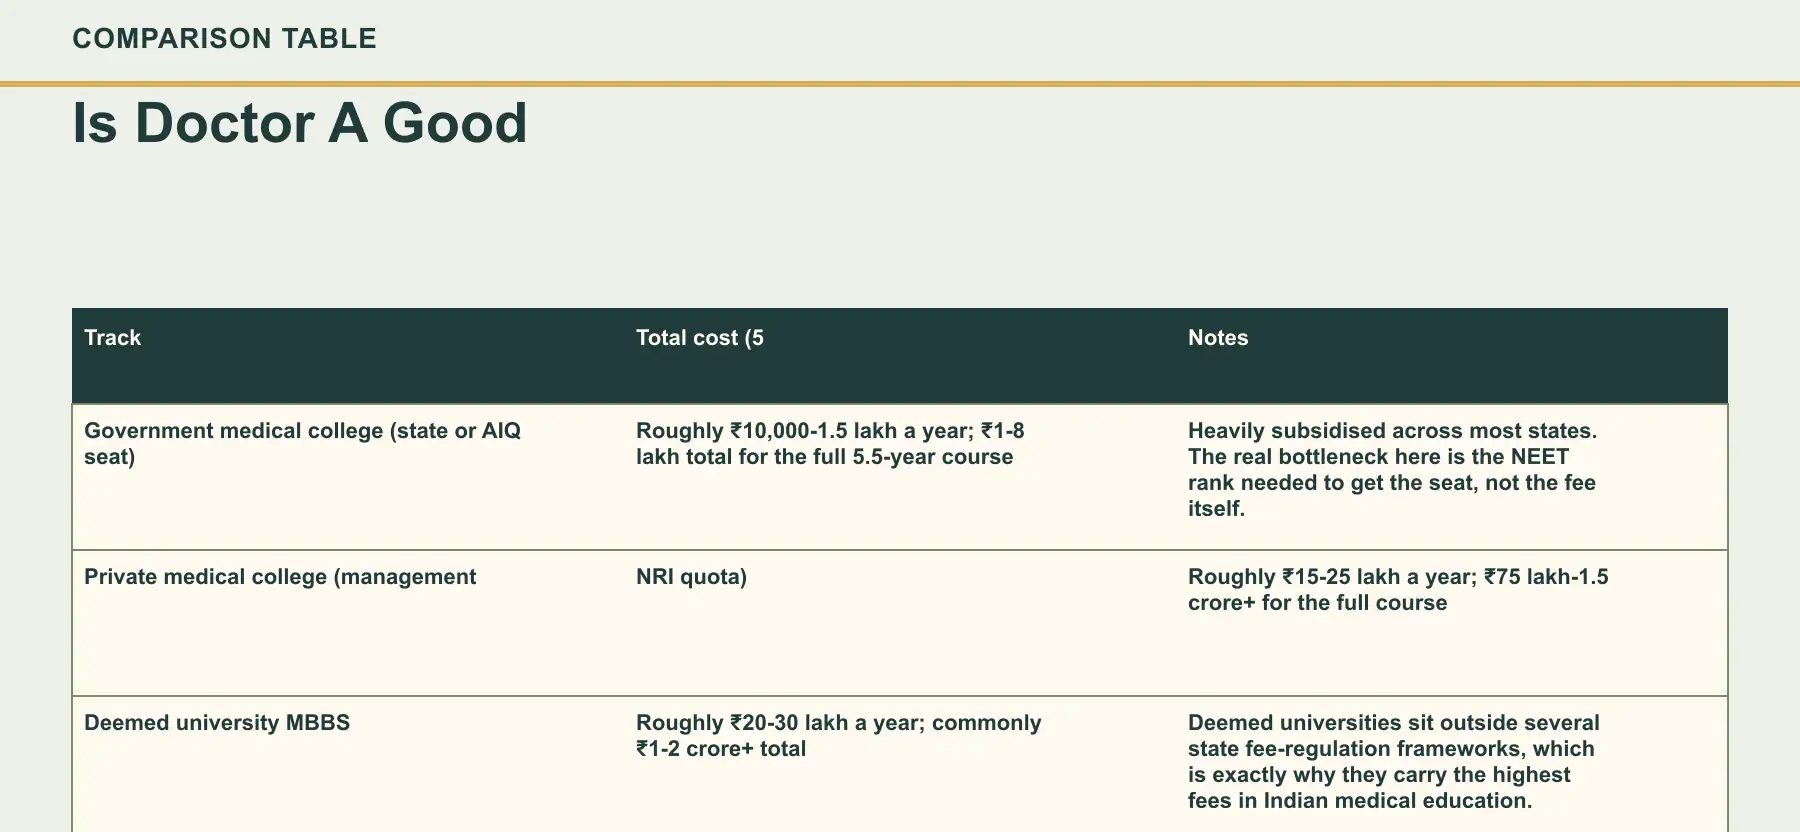 COMPARISON TABLE
Is Doctor A Good
Track
Total cost (5
Notes
Government medical college (state or AIQ
seat)
Roughly ₹10,000-1.5 lakh a year; ₹1-8
lakh total for the full 5.5-year course
Heavily subsidised across most states.
The real bottleneck here is the NEET
rank needed to get the seat, not the fee
itself.
Private medical college (management
NRI quota)
Roughly ₹15-25 lakh a year; ₹75 lakh-1.5
crore+ for the full course
Deemed university MBBS
Roughly ₹20-30 lakh a year; commonly
₹1-2 crore+ total
Deemed universities sit outside several
state fee-regulation frameworks, which
is exactly why they carry the highest
fees in Indian medical education.